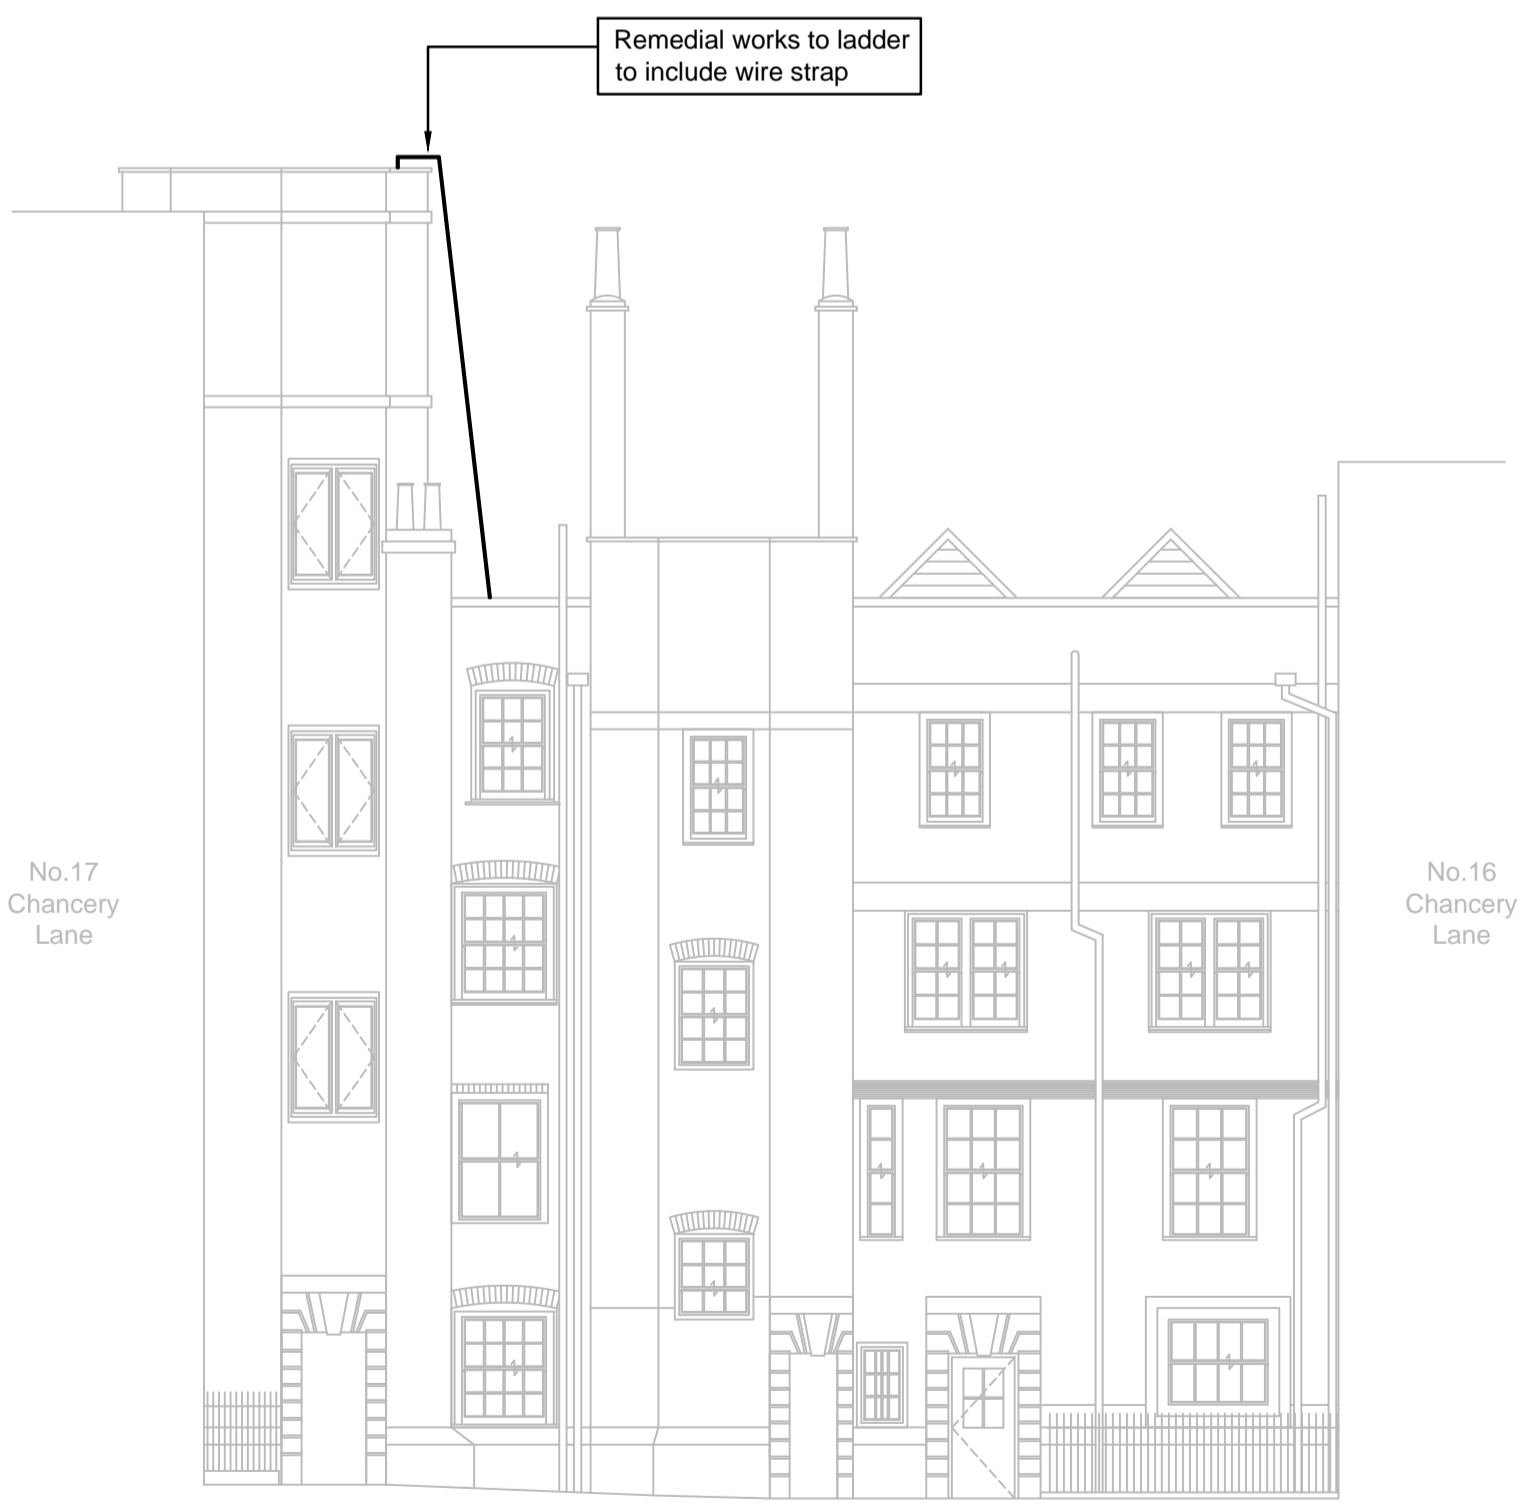 Remedial works to ladder
to include wire strap
No.17
Chancery
Lane
No.16
Chancery
Lane